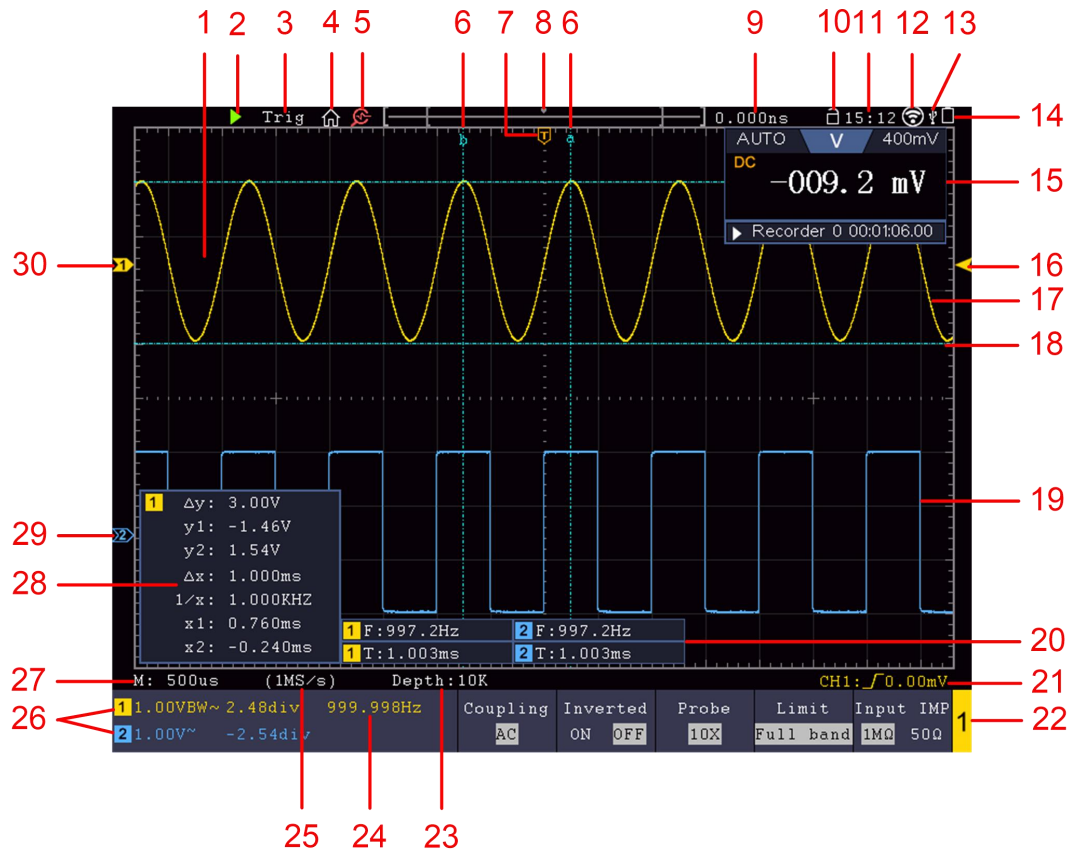 1 2 3 4 5 6 7 8 6 9 10 11 12 13
Trig 0.000ns 15:12
14
b T a
AUTO V 400mV
DC
-009.2 mV 15
Recorder 0 00:01:06.00
30 1 16
17
18
19
1 Δy: 3.00V
y1: -1.46V
29 2 y2: 1.54V
28 Δx: 1.000ms
1/x: 1.000KHZ
x1: 0.760ms
x2: -0.240ms
1 F:997.2Hz 2 F:997.2Hz
1 T:1.003ms 2 T:1.003ms
20
27 M: 500us (1MS/s) Depth:10K CH1: 0.00mV 21
26 1 1.00VBW~ 2.48div 999.998Hz Coupling Inverted Probe Limit Input IMP
2 1.00V~ -2.54div AC ON OFF 10X Full band 1MΩ 50Ω
1 22
25 24 23